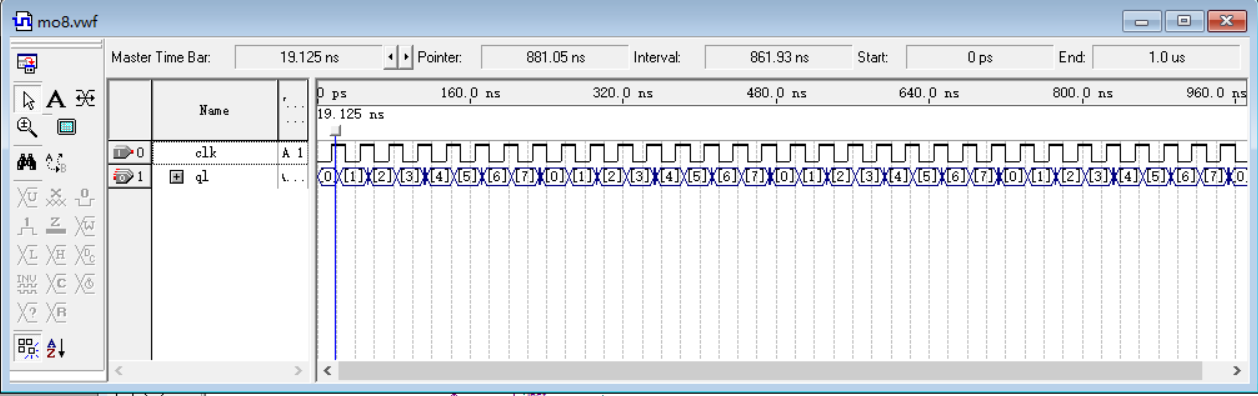 mo8.vwf
Master Time Bar: 19.125 ns Pointer: 881.05 ns Interval: 861.93 ns Start: 0 ps End: 1.0 us
Name
0 ps 160.0 ns 320.0 ns 480.0 ns 640.0 ns 800.0 ns 960.0 ns
19.125 ns
0 clk A 1
1 ql [0] [1] [2] [3] [4] [5] [6] [7] [0] [1] [2] [3] [4] [5] [6] [7] [0] [1] [2] [3] [4] [5] [6] [7] [0] [1] [2] [3] [4] [5] [6] [7] [0